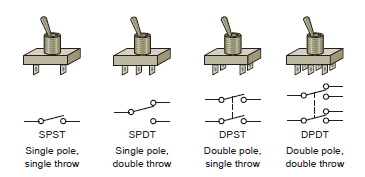 SPST
Single pole,
single throw
SPDT
Single pole,
double throw
DPST
Double pole,
single throw
DPDT
Double pole,
double throw